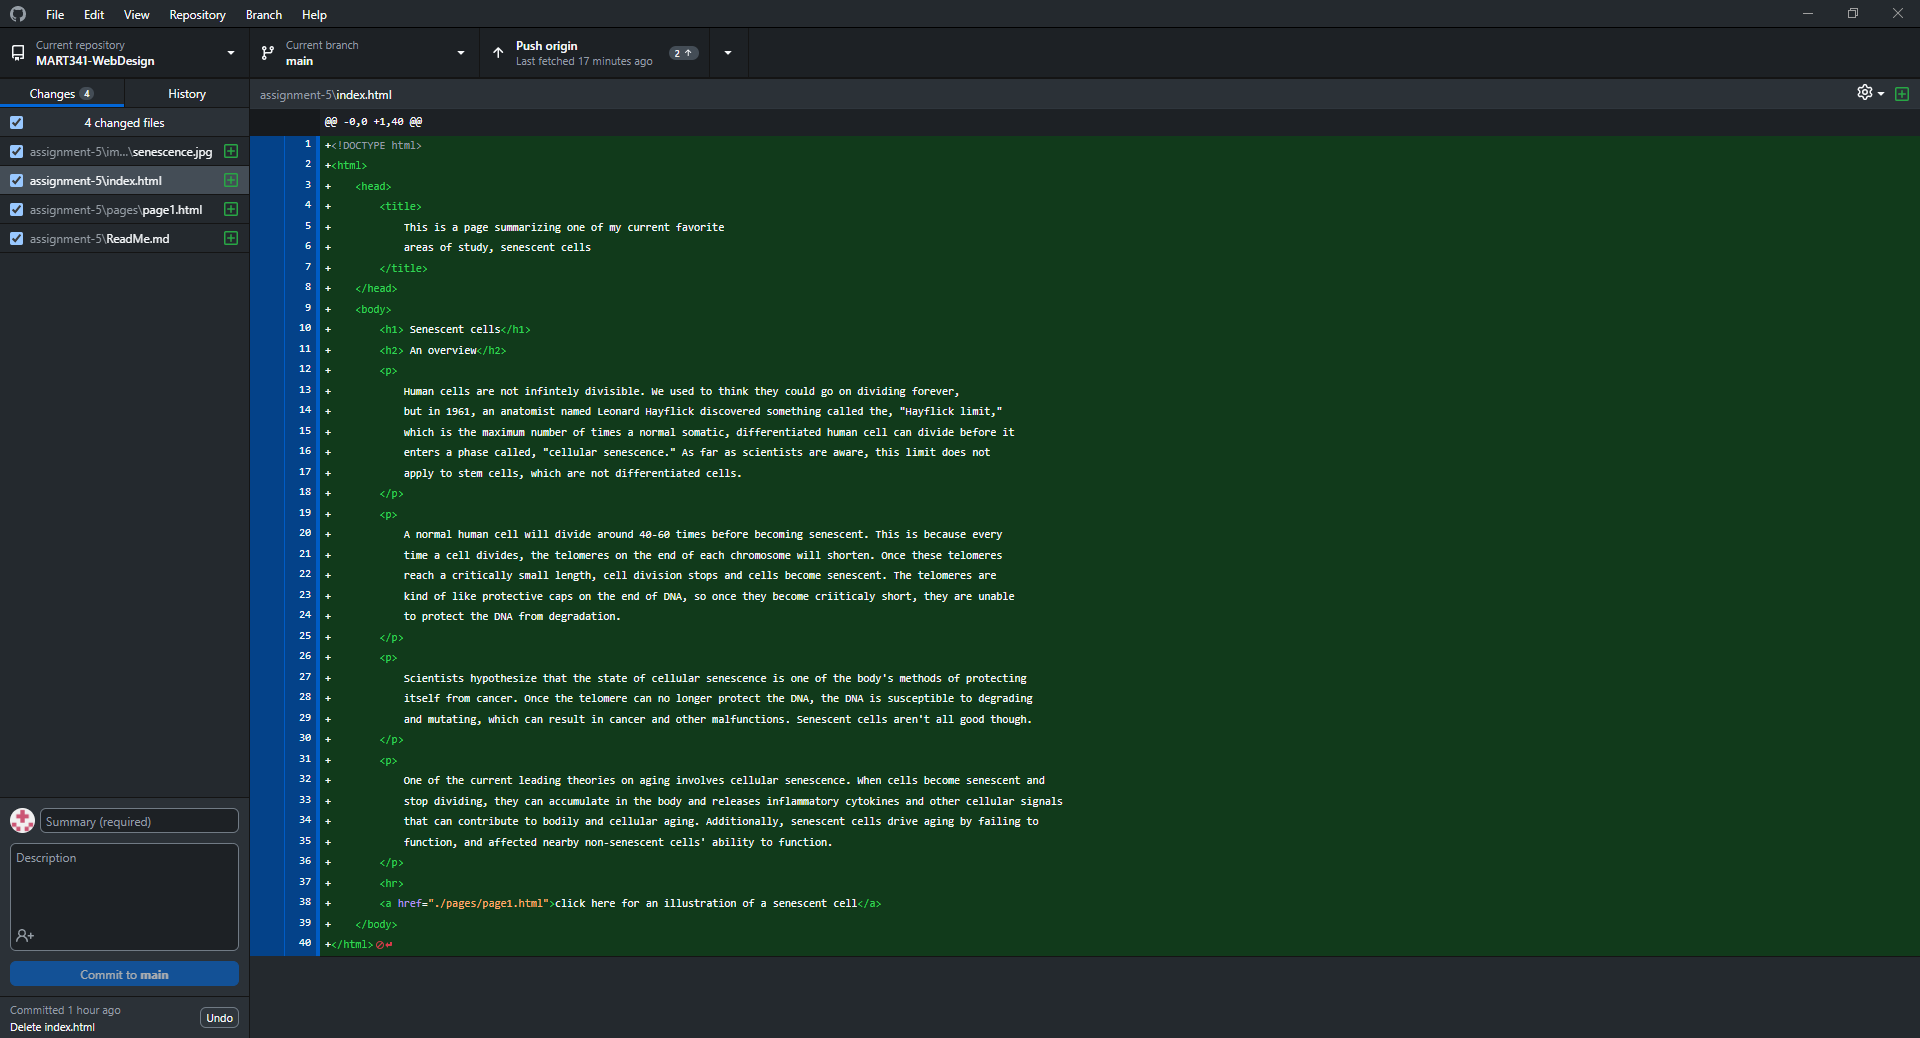 File Edit View Repository Branch Help
Current repository
MART341-WebDesign
Current branch
main
Push origin
Last fetched 17 minutes ago
2
Changes 4
History
4 changed files
assignment-5\im...\senescence.jpg
assignment-5\index.html
assignment-5\pages\page1.html
assignment-5\ReadMe.md
Summary (required)
Description
Commit to main
Committed 1 hour ago
Delete index.html
Undo
assignment-5\index.html
@@ -0,0 +1,40 @@
1 +<!DOCTYPE html>
2 +<html>
3 + <head>
4 + <title>
5 + This is a page summarizing one of my current favorite
6 + areas of study, senescent cells
7 + </title>
8 + </head>
9 + <body>
10 + <h1> Senescent cells</h1>
11 + <h2> An overview</h2>
12 + <p>
13 + Human cells are not infintely divisible. We used to think they could go on dividing forever,
14 + but in 1961, an anatomist named Leonard Hayflick discovered something called the, "Hayflick limit,"
15 + which is the maximum number of times a normal somatic, differentiated human cell can divide before it
16 + enters a phase called, "cellular senescence." As far as scientists are aware, this limit does not
17 + apply to stem cells, which are not differentiated cells.
18 + </p>
19 + <p>
20 + A normal human cell will divide around 40-60 times before becoming senescent. This is because every
21 + time a cell divides, the telomeres on the end of each chromosome will shorten. Once these telomeres
22 + reach a critically small length, cell division stops and cells become senescent. The telomeres are
23 + kind of like protective caps on the end of DNA, so once they become criiticaly short, they are unable
24 + to protect the DNA from degradation.
25 + </p>
26 + <p>
27 + Scientists hypothesize that the state of cellular senescence is one of the body's methods of protecting
28 + itself from cancer. Once the telomere can no longer protect the DNA, the DNA is susceptible to degrading
29 + and mutating, which can result in cancer and other malfunctions. Senescent cells aren't all good though.
30 + </p>
31 + <p>
32 + One of the current leading theories on aging involves cellular senescence. When cells become senescent and
33 + stop dividing, they can accumulate in the body and releases inflammatory cytokines and other cellular signals
34 + that can contribute to bodily and cellular aging. Additionally, senescent cells drive aging by failing to
35 + function, and affected nearby non-senescent cells' ability to function.
36 + </p>
37 + <hr>
38 + <a href="./pages/page1.html">click here for an illustration of a senescent cell</a>
39 + </body>
40 +</html>